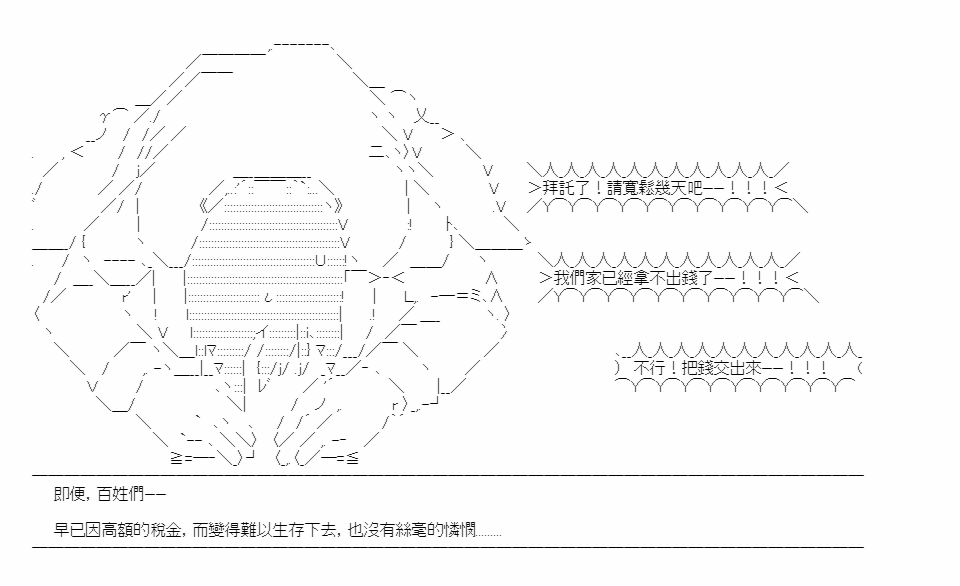 >拜託了！請寬鬆幾天吧——！！！<
>我們家已經拿不出錢了——！！！<
） 不行！把錢交出來——！！！ （
即便，百姓們——
早已因高額的稅金，而變得難以生存下去，也沒有絲毫的憐憫.........